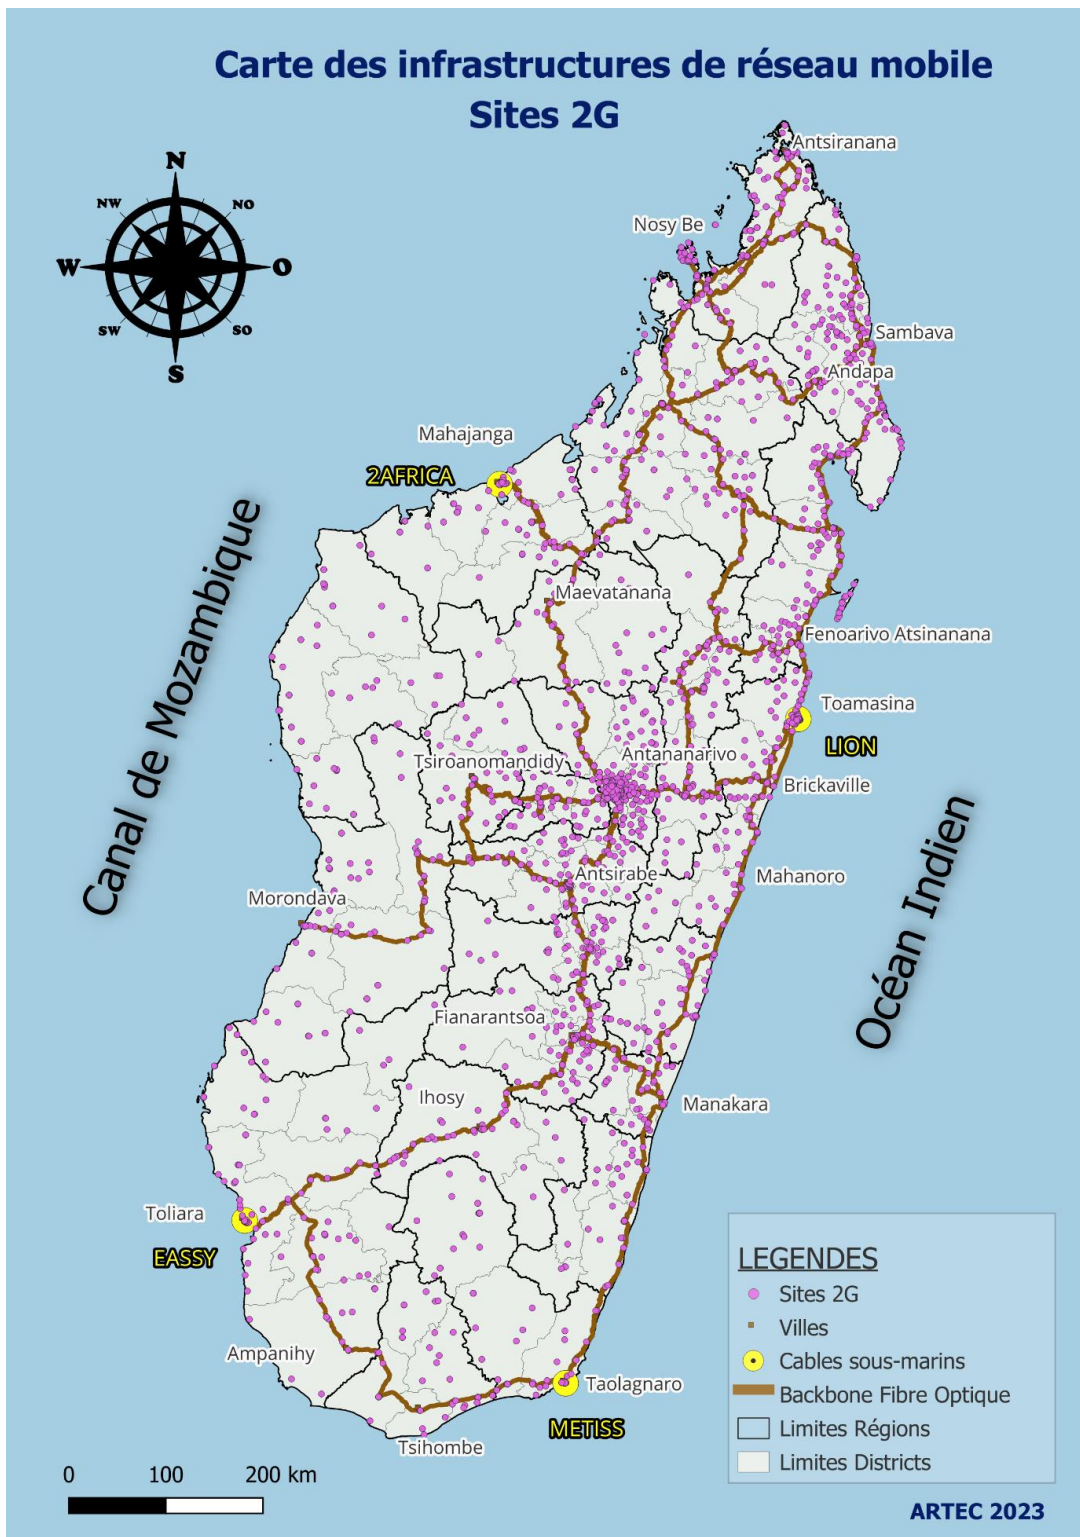 Carte des infrastructures de réseau mobile
Sites 2G
N
NW
NO
W
O
SW
SO
S
Antsiranana
Nosy Be
Sambava
Andapa
Mahajanga
2AFRICA
Canal de Mozambique
Maevatanana
Fenoarivo Atsinanana
Toamasina
LION
Antananarivo
Tsiroanomandidy
Brickaville
Océan Indien
Antsirabe
Mahanoro
Morondava
Fianarantsoa
Ihosy
Manakara
Toliara
EASSY
Ampanihy
Taolagnaro
METISS
Tsihombe
LEGENDES
Sites 2G
Villes
Cables sous-marins
Backbone Fibre Optique
Limites Régions
Limites Districts
0 100 200 km
ARTEC 2023